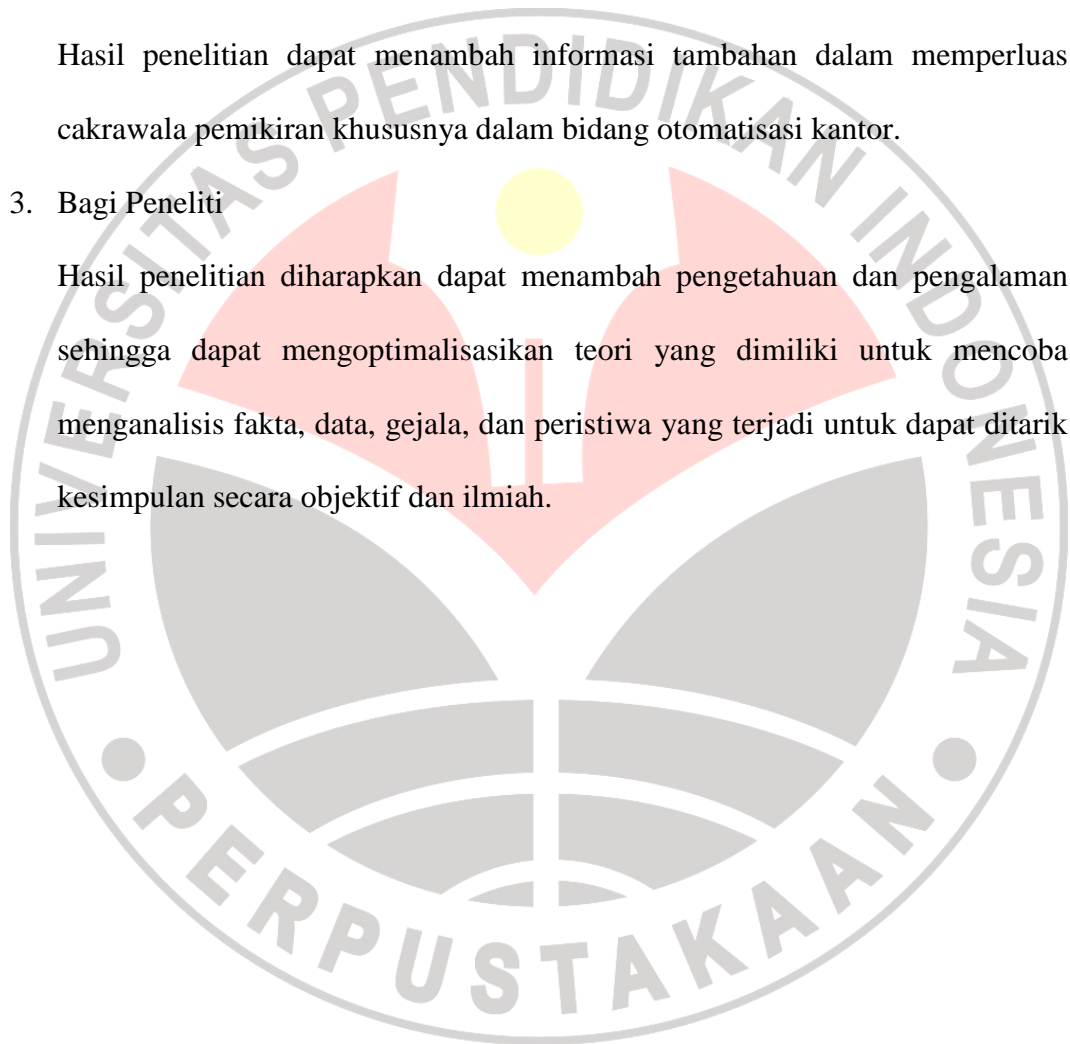 Hasil penelitian dapat menambah informasi tambahan dalam memperluas
cakrawala pemikiran khususnya dalam bidang otomatisasi kantor.
3. Bagi Peneliti
Hasil penelitian diharapkan dapat menambah pengetahuan dan pengalaman
sehingga dapat mengoptimalisasikan teori yang dimiliki untuk mencoba
menganalisis fakta, data, gejala, dan peristiwa yang terjadi untuk dapat ditarik
kesimpulan secara objektif dan ilmiah.
UNIVERSITAS PENDIDIKAN INDONESIA
PERPUSTAKAAN